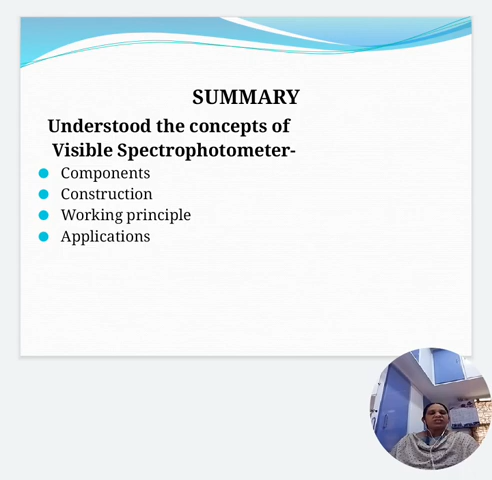 SUMMARY
Understood the concepts of
Visible Spectrophotometer-
Components
Construction
Working principle
Applications